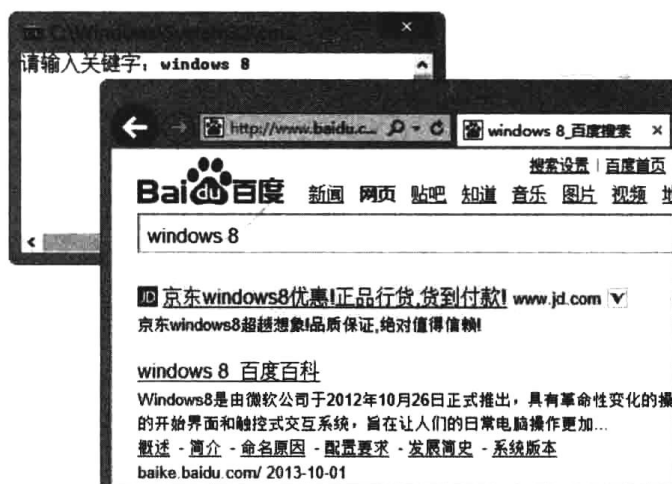 C:\Windows\System32\cm...
请输入关键字：windows 8
http://www.baidu.c...
windows 8_百度搜索
搜索设置 | 百度首页
Bai du 百度 新闻 网页 贴吧 知道 音乐 图片 视频
windows 8
JD 京东windows8优惠!正品行货,货到付款! www.jd.com
京东windows8超越想象!品质保证,绝对值得信赖!
windows 8_百度百科
Windows8是由微软公司于2012年10月26日正式推出，具有革命性变化的操
的开始界面和触控式交互系统，旨在让人们的日常电脑操作更加...
概述 - 简介 - 命名原因 - 配置要求 - 发展简史 - 系统版本
baike.baidu.com/ 2013-10-01